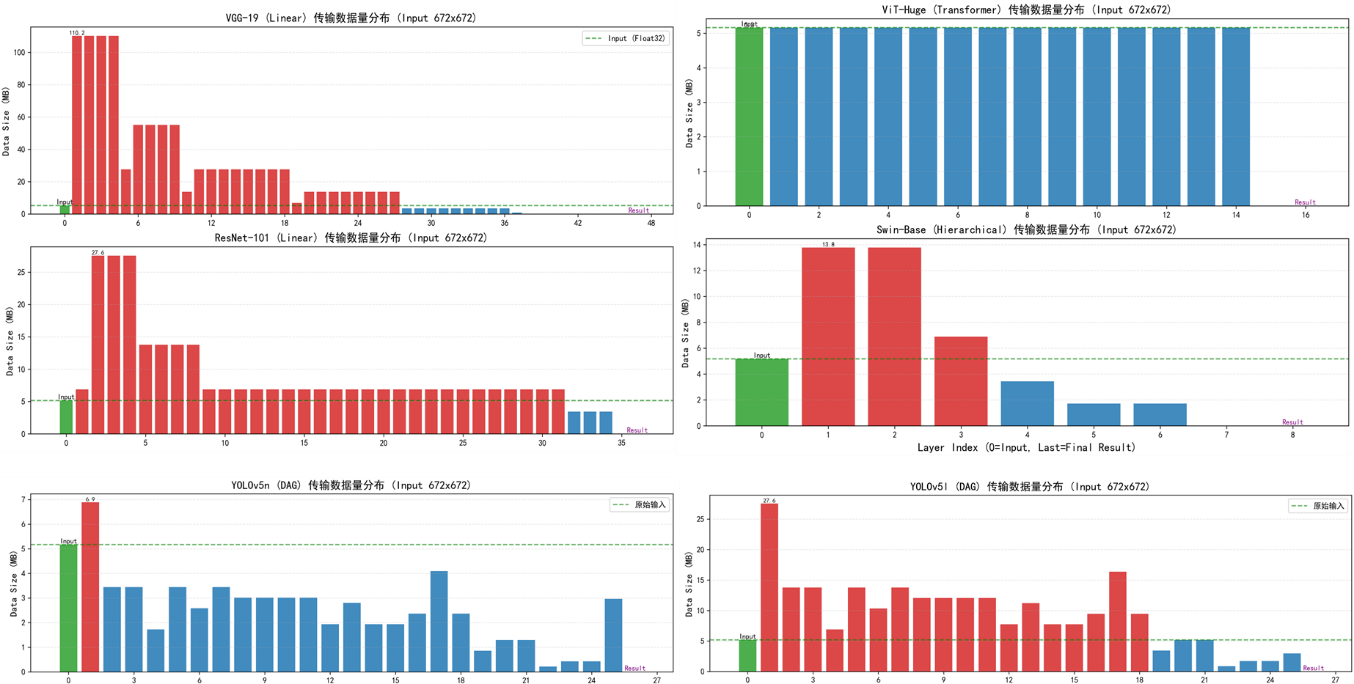 VGG-19 (Linear) 传输数据量分布 (Input 672x672)
Data Size (MB)
100
80
60
40
20
0
110.2
Input
Input (Float32)
Result
0 6 12 18 24 30 36 42 48
ViT-Huge (Transformer) 传输数据量分布 (Input 672x672)
Data Size (MB)
5
4
3
2
1
0
Input
Result
0 2 4 6 8 10 12 14 16
ResNet-101 (Linear) 传输数据量分布 (Input 672x672)
Data Size (MB)
25
20
15
10
5
0
27.6
Input
Result
0 5 10 15 20 25 30 35
Swin-Base (Hierarchical) 传输数据量分布 (Input 672x672)
Data Size (MB)
14
12
10
8
6
4
2
0
13.8
Input
Result
0 1 2 3 4 5 6 7 8
Layer Index (0=Input, Last=Final Result)
YOLOv5n (DAG) 传输数据量分布 (Input 672x672)
Data Size (MB)
7
6
5
4
3
2
1
0
6.9
Input
原始输入
Result
0 3 6 9 12 15 18 21 24 27
YOLOv5l (DAG) 传输数据量分布 (Input 672x672)
Data Size (MB)
25
20
15
10
5
0
27.6
Input
原始输入
Result
0 3 6 9 12 15 18 21 24 27